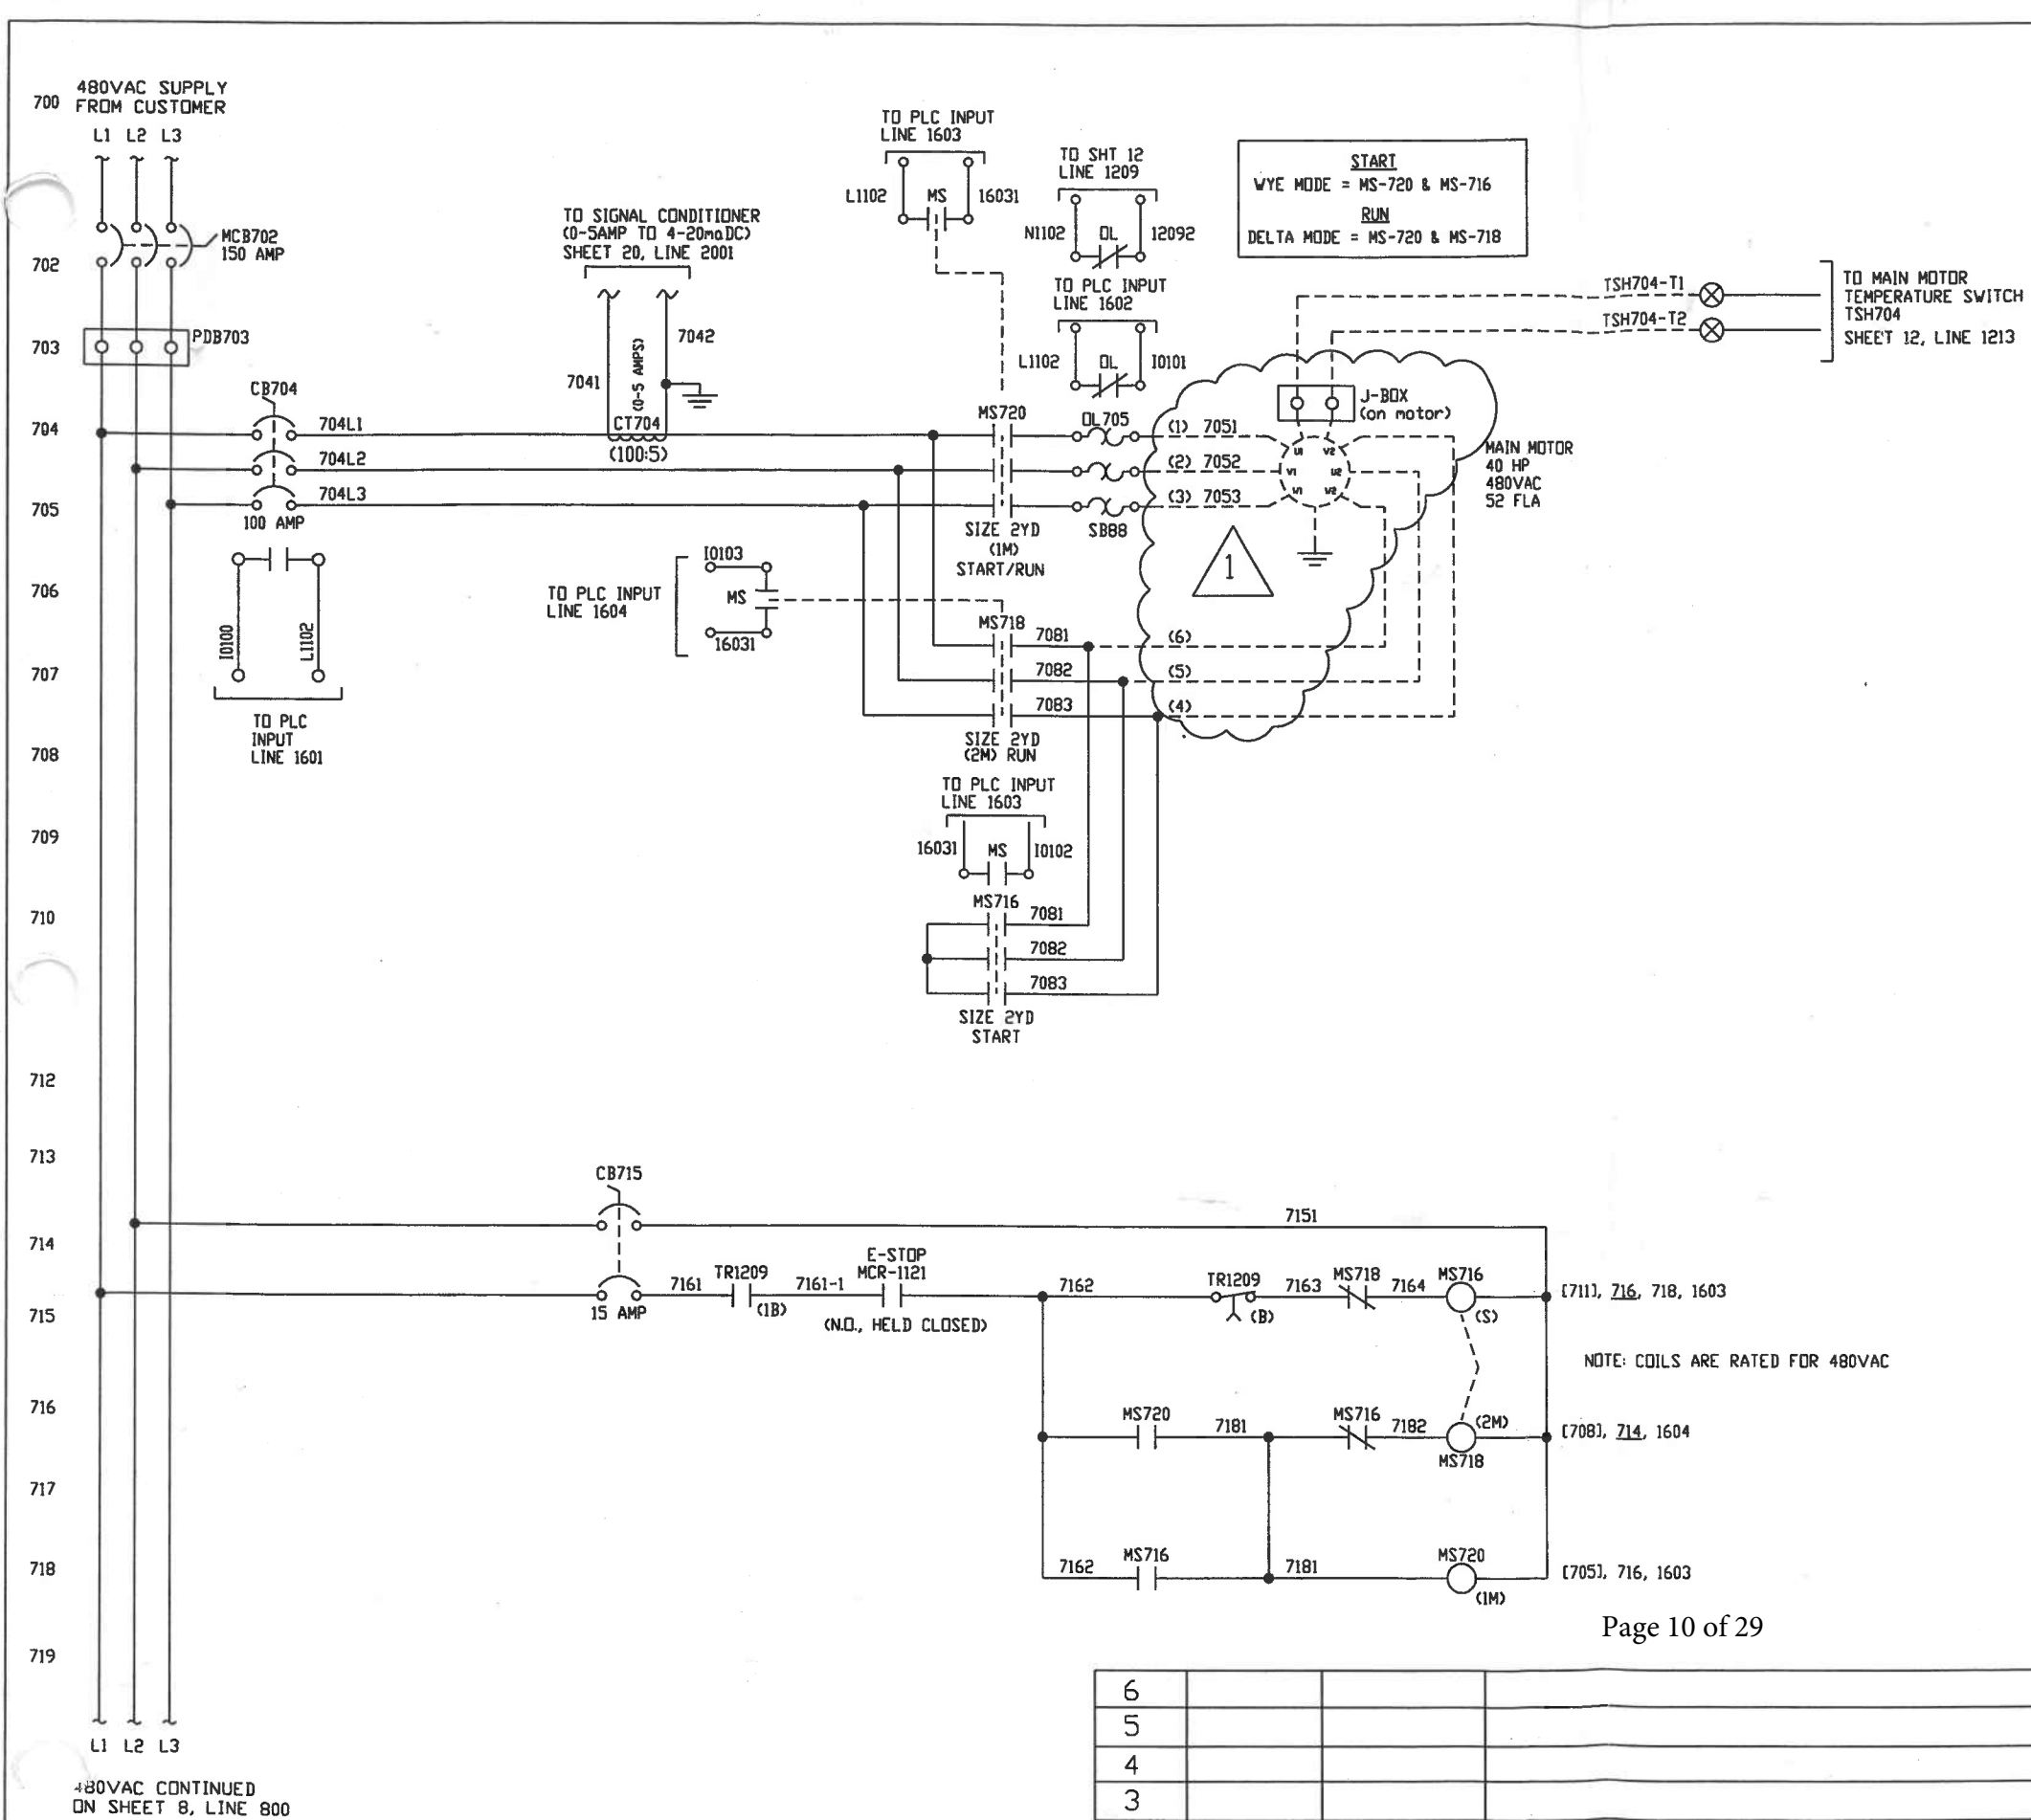 700
480VAC SUPPLY
FROM CUSTOMER
L1 L2 L3
MCB702
150 AMP
702
703
PDB703
CB704
704
704L1
704L2
704L3
705
100 AMP
I0100
L1102
TO PLC
INPUT
LINE 1601
706
707
708
709
710
712
713
714
715
716
717
718
719
TO SIGNAL CONDITIONER
(0-5AMP TO 4-20maDC)
SHEET 20, LINE 2001
7041
(0-5 AMPS)
7042
CT704
(100:5)
TO PLC INPUT
LINE 1603
L1102
MS
16031
TO SHT 12
LINE 1209
N1102
OL
12092
TO PLC INPUT
LINE 1602
L1102
OL
I0101
START
WYE MODE = MS-720 & MS-716
RUN
DELTA MODE = MS-720 & MS-718
TSH704-T1
TSH704-T2
TO MAIN MOTOR
TEMPERATURE SWITCH
TSH704
SHEET 12, LINE 1213
J-BOX
(on motor)
MS720
OL705
(1) 7051
(2) 7052
(3) 7053
U1 V2
V1 U2
W1 W2
MAIN MOTOR
40 HP
480VAC
52 FLA
SIZE 2YD
(1M)
START/RUN
SB88
1
TO PLC INPUT
LINE 1604
I0103
MS
16031
MS718
7081
(6)
7082
(5)
7083
(4)
SIZE 2YD
(2M) RUN
TO PLC INPUT
LINE 1603
16031
MS
I0102
MS716
7081
7082
7083
SIZE 2YD
START
CB715
7151
15 AMP
7161
TR1209
(1B)
7161-1
E-STOP
MCR-1121
(N.O., HELD CLOSED)
7162
TR1209
(B)
7163
MS718
7164
MS716
(S)
[711], 716, 718, 1603
NOTE: COILS ARE RATED FOR 480VAC
MS720
7181
MS716
7182
(2M)
MS718
[708], 714, 1604
7162
MS716
7181
MS720
(1M)
[705], 716, 1603
Page 10 of 29
L1 L2 L3
480VAC CONTINUED
ON SHEET 8, LINE 800
6
5
4
3